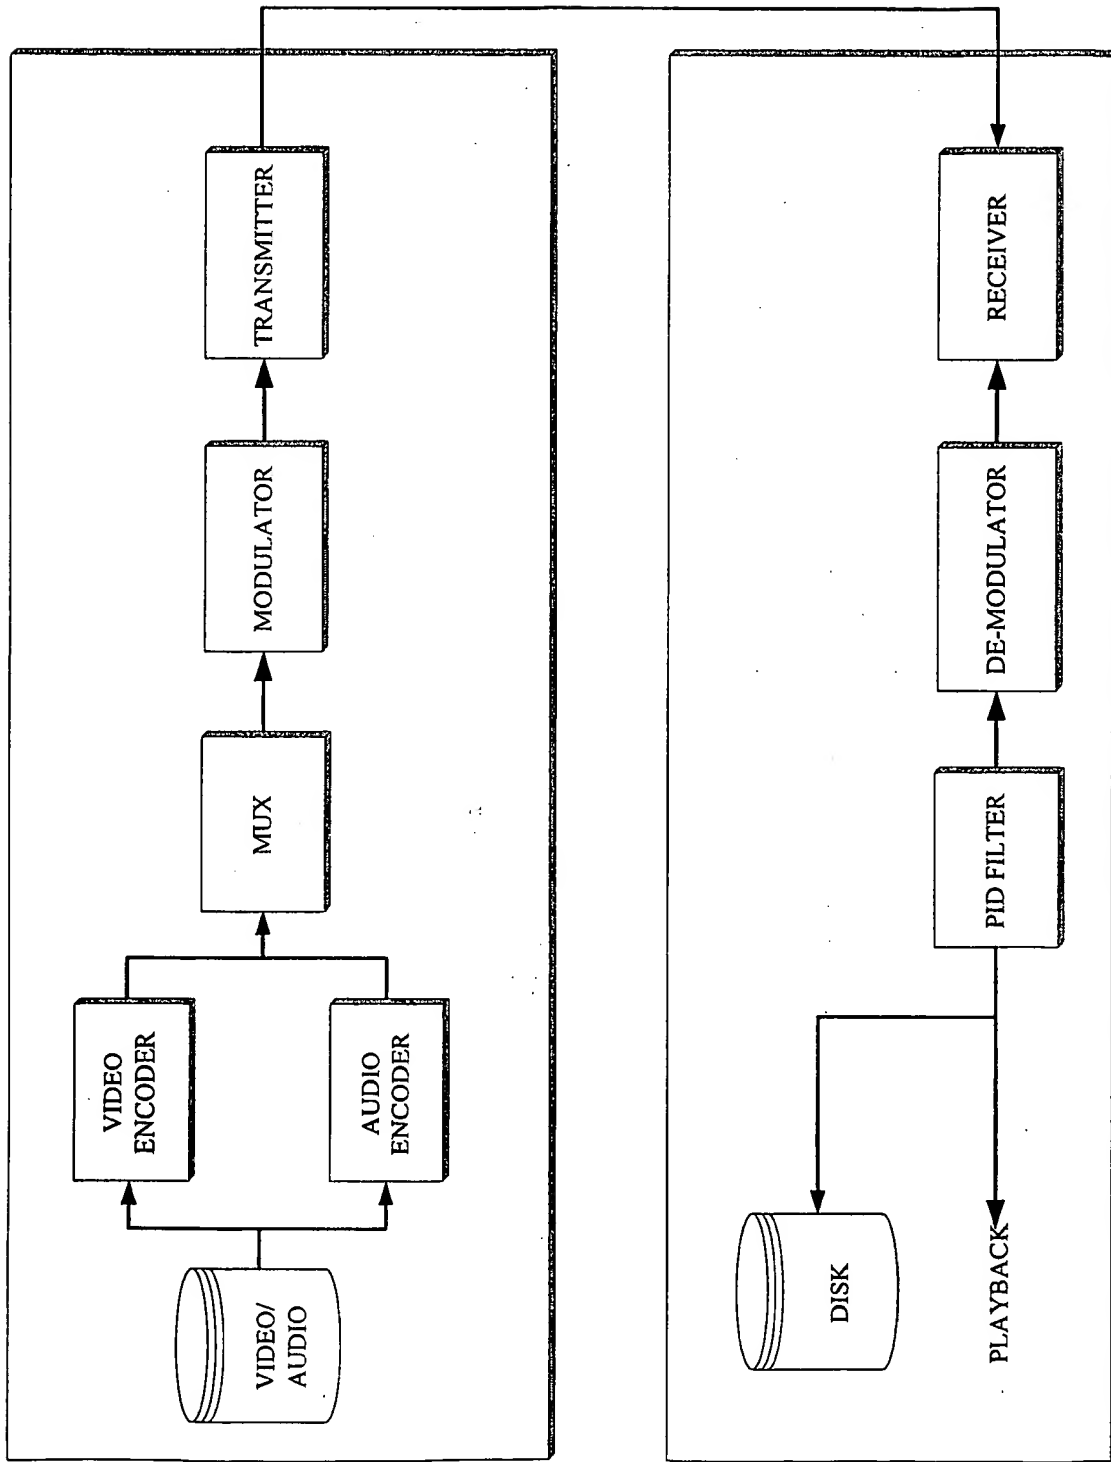 VIDEO/
AUDIO
VIDEO
ENCODER
AUDIO
ENCODER
MUX
MODULATOR
TRANSMITTER
DISK
PLAYBACK
PID FILTER
DE-MODULATOR
RECEIVER